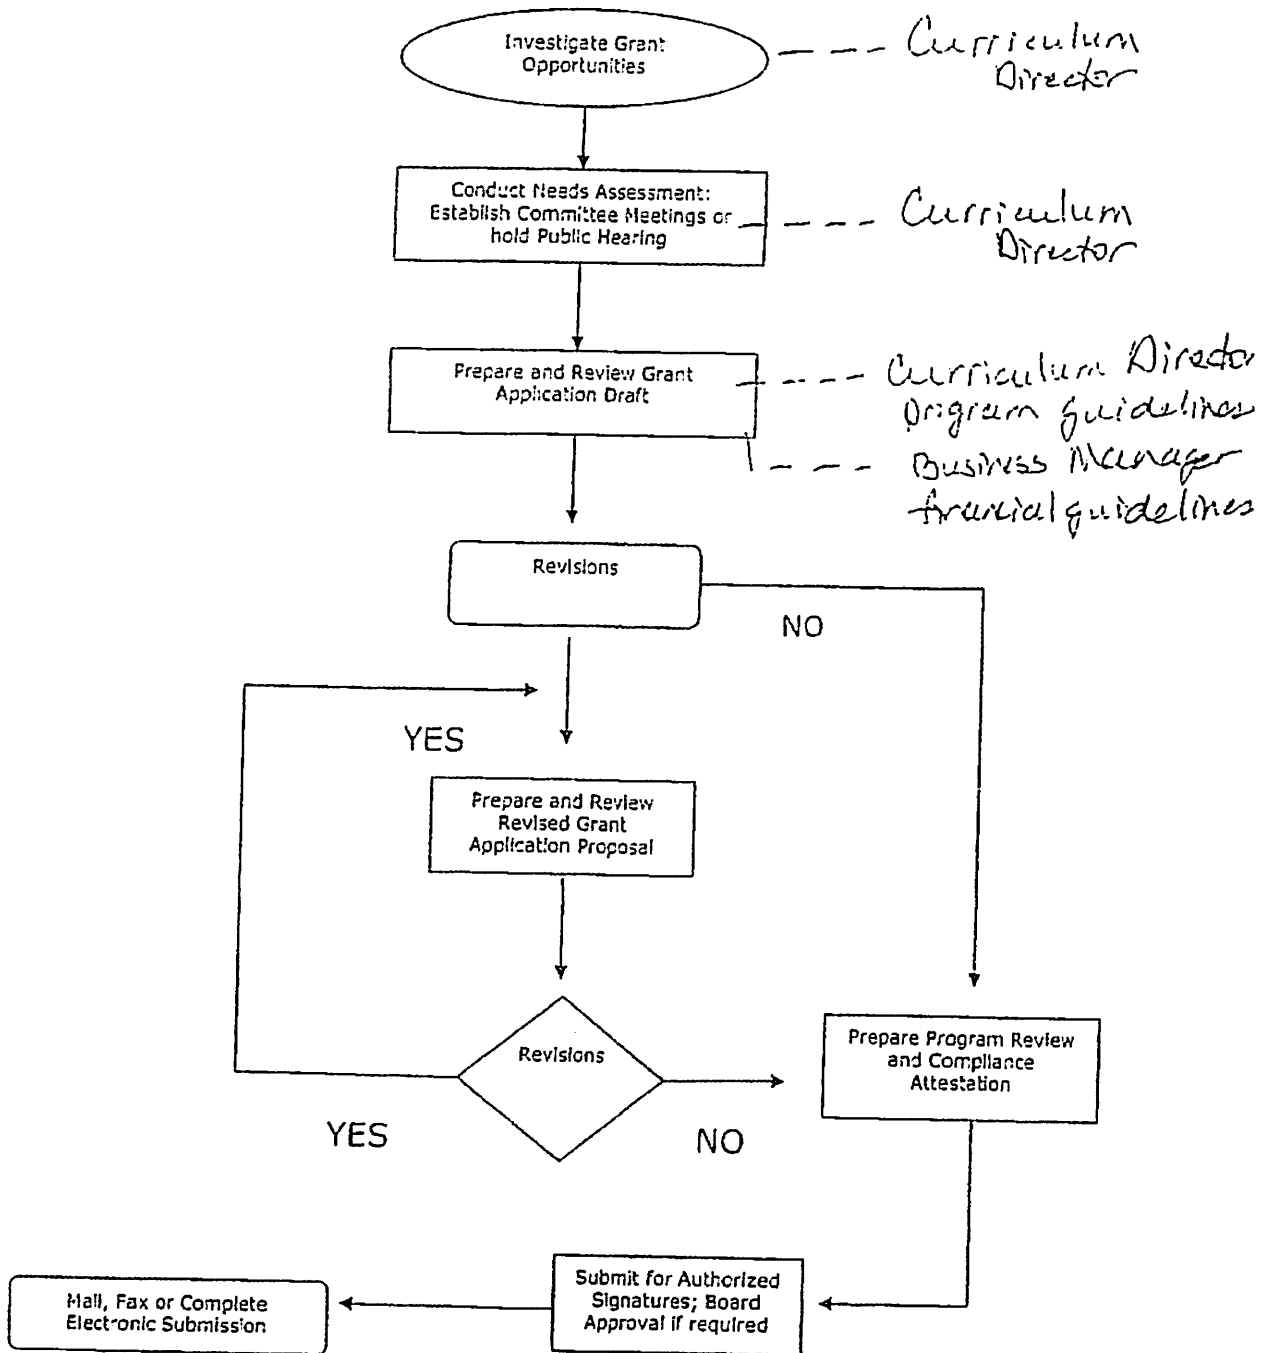 Investigate Grant
Opportunities
Curriculum
Director
Conduct Needs Assessment:
Establish Committee Meetings or
hold Public Hearing
Curriculum
Director
Prepare and Review Grant
Application Draft
Curriculum Director
program guidelines
Business Manager
financial guidelines
Revisions
NO
YES
Prepare and Review
Revised Grant
Application Proposal
Revisions
YES
NO
Prepare Program Review
and Compliance
Attestation
Submit for Authorized
Signatures; Board
Approval if required
Mail, Fax or Complete
Electronic Submission